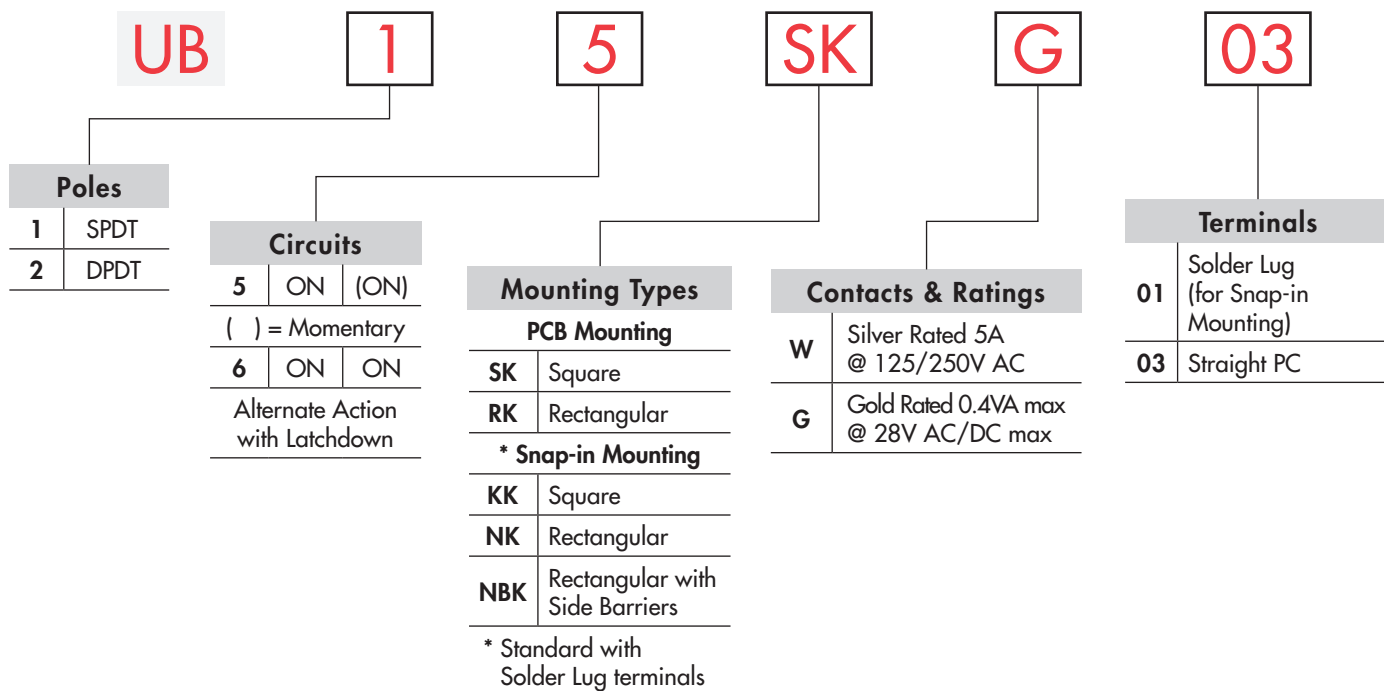 UB 1 5 SK G 03
Poles
1 SPDT
2 DPDT
Circuits
5 ON (ON)
( ) = Momentary
6 ON ON
Alternate Action
with Latchdown
Mounting Types
PCB Mounting
SK Square
RK Rectangular
* Snap-in Mounting
KK Square
NK Rectangular
NBK Rectangular with
Side Barriers
* Standard with
Solder Lug terminals
Contacts & Ratings
W Silver Rated 5A
@ 125/250V AC
G Gold Rated 0.4VA max
@ 28V AC/DC max
Terminals
01 Solder Lug
(for Snap-in
Mounting)
03 Straight PC